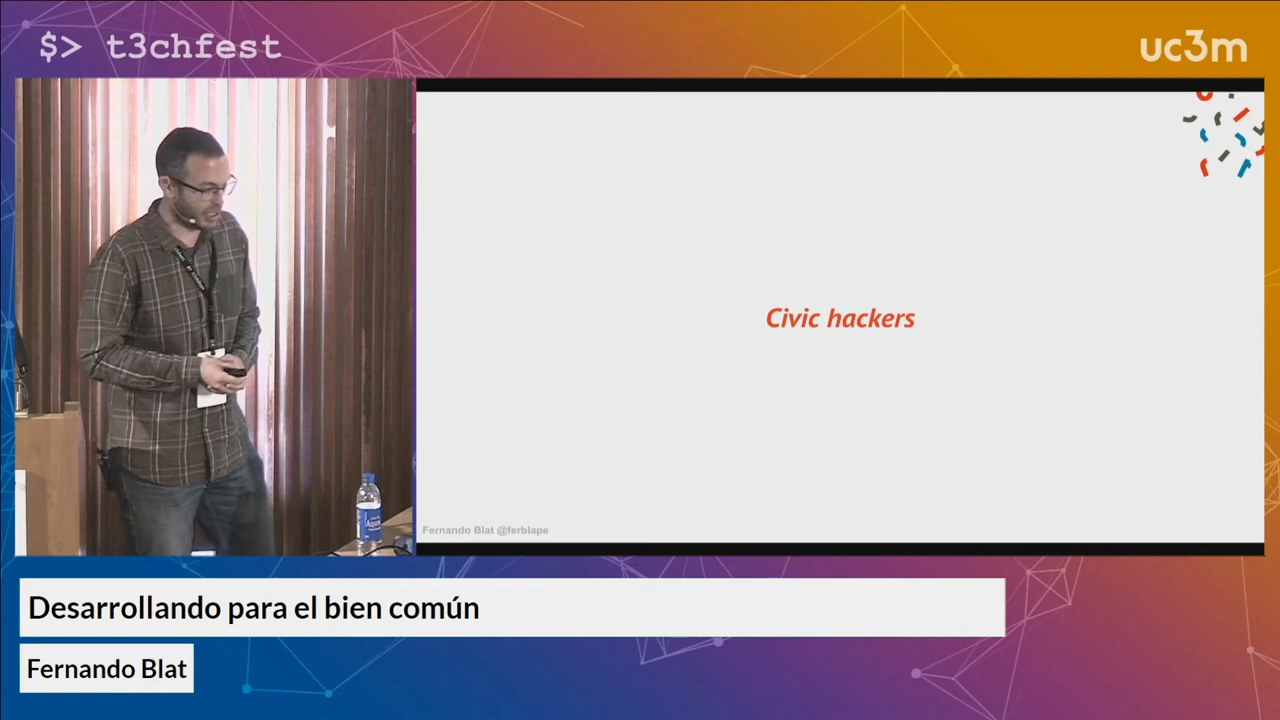 $> t3chfest
uc3m
Civic hackers
Fernando Blat @ferblape
Desarrollando para el bien común
Fernando Blat